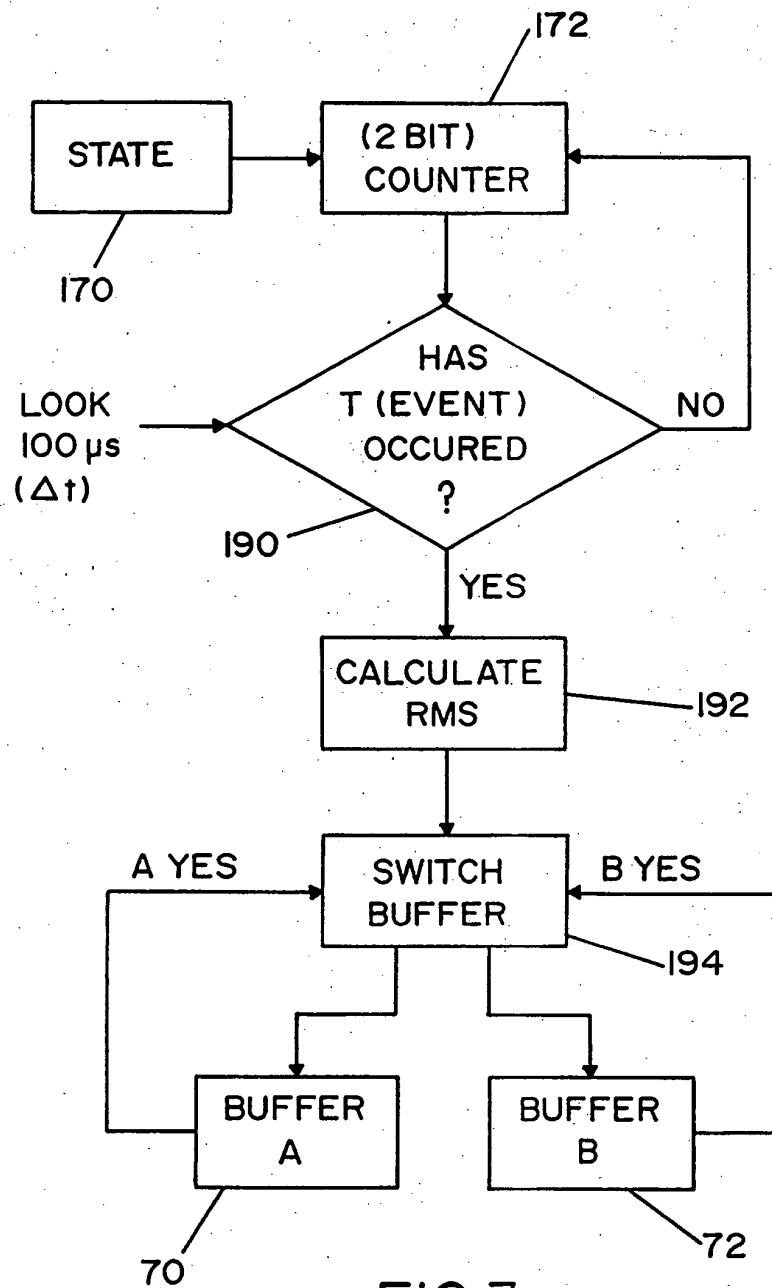 172
STATE
(2 BIT)
COUNTER
170
HAS
T (EVENT)
OCCURED
?
LOOK
100 µs
(Δt)
NO
190
YES
CALCULATE
RMS
192
A YES
SWITCH
BUFFER
B YES
194
BUFFER
A
BUFFER
B
70
72